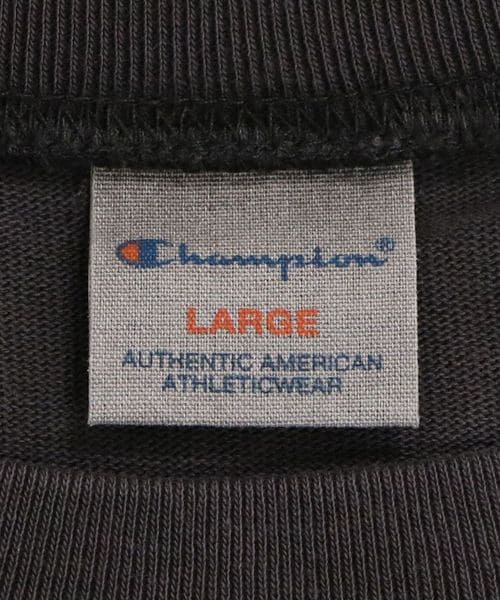 Champion®
LARGE
AUTHENTIC AMERICAN
ATHLETICWEAR